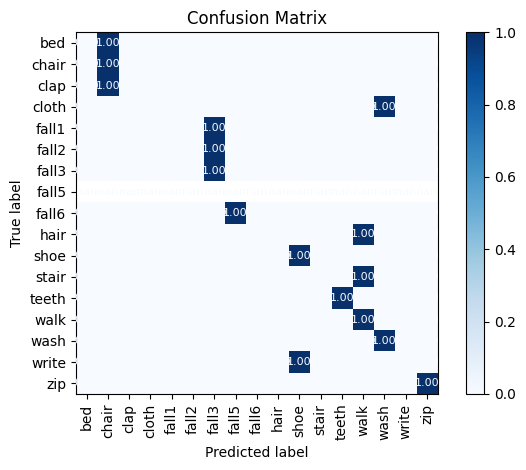 Confusion Matrix
bed 1.00
chair 1.00
clap 1.00
cloth 1.00
fall1 1.00
fall2 1.00
fall3 1.00
fall5
fall6 1.00
hair 1.00
shoe 1.00
stair 1.00
teeth 1.00
walk 1.00
wash 1.00
write 1.00
zip 1.00
True label
bed chair clap cloth fall1 fall2 fall3 fall5 fall6 hair shoe stair teeth walk wash write zip
Predicted label
1.0
0.8
0.6
0.4
0.2
0.0